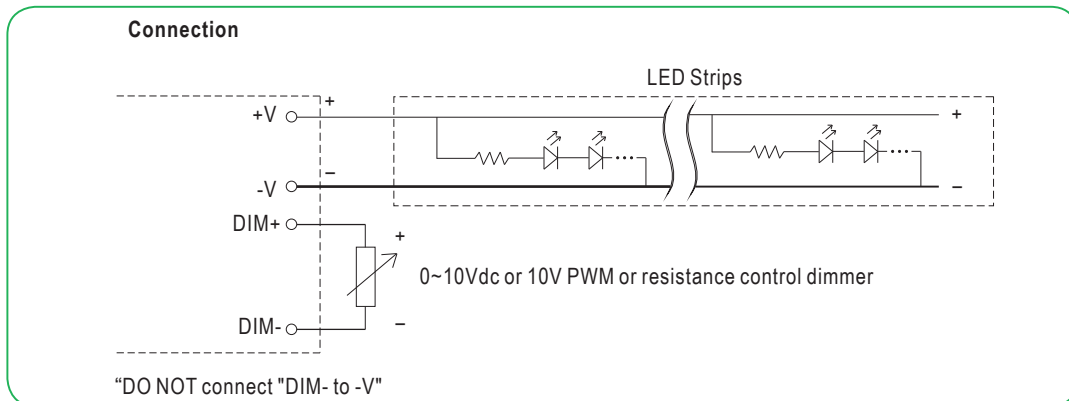 Connection
LED Strips
+V
+
+
-V
–
–
DIM+
+
0~10Vdc or 10V PWM or resistance control dimmer
DIM-
–
“DO NOT connect "DIM- to -V"